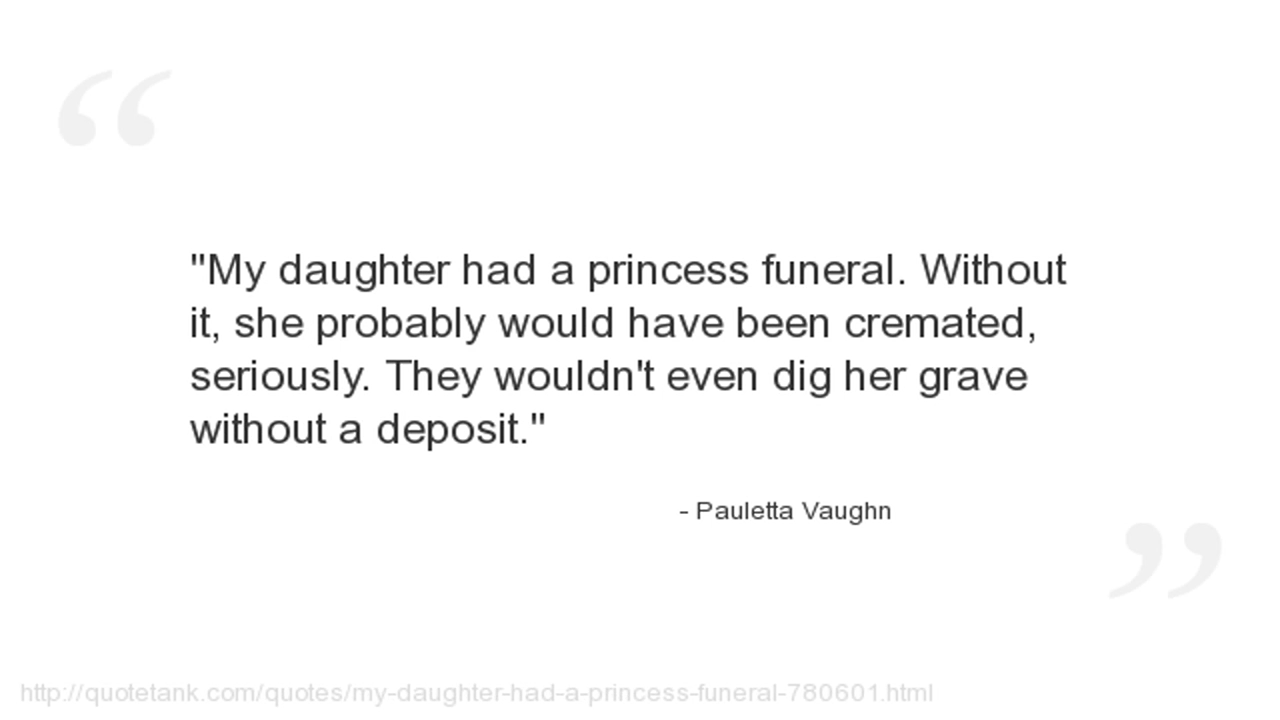 "My daughter had a princess funeral. Without
it, she probably would have been cremated,
seriously. They wouldn't even dig her grave
without a deposit."
- Pauletta Vaughn
http://quotetank.com/quotes/my-daughter-had-a-princess-funeral-780601.html